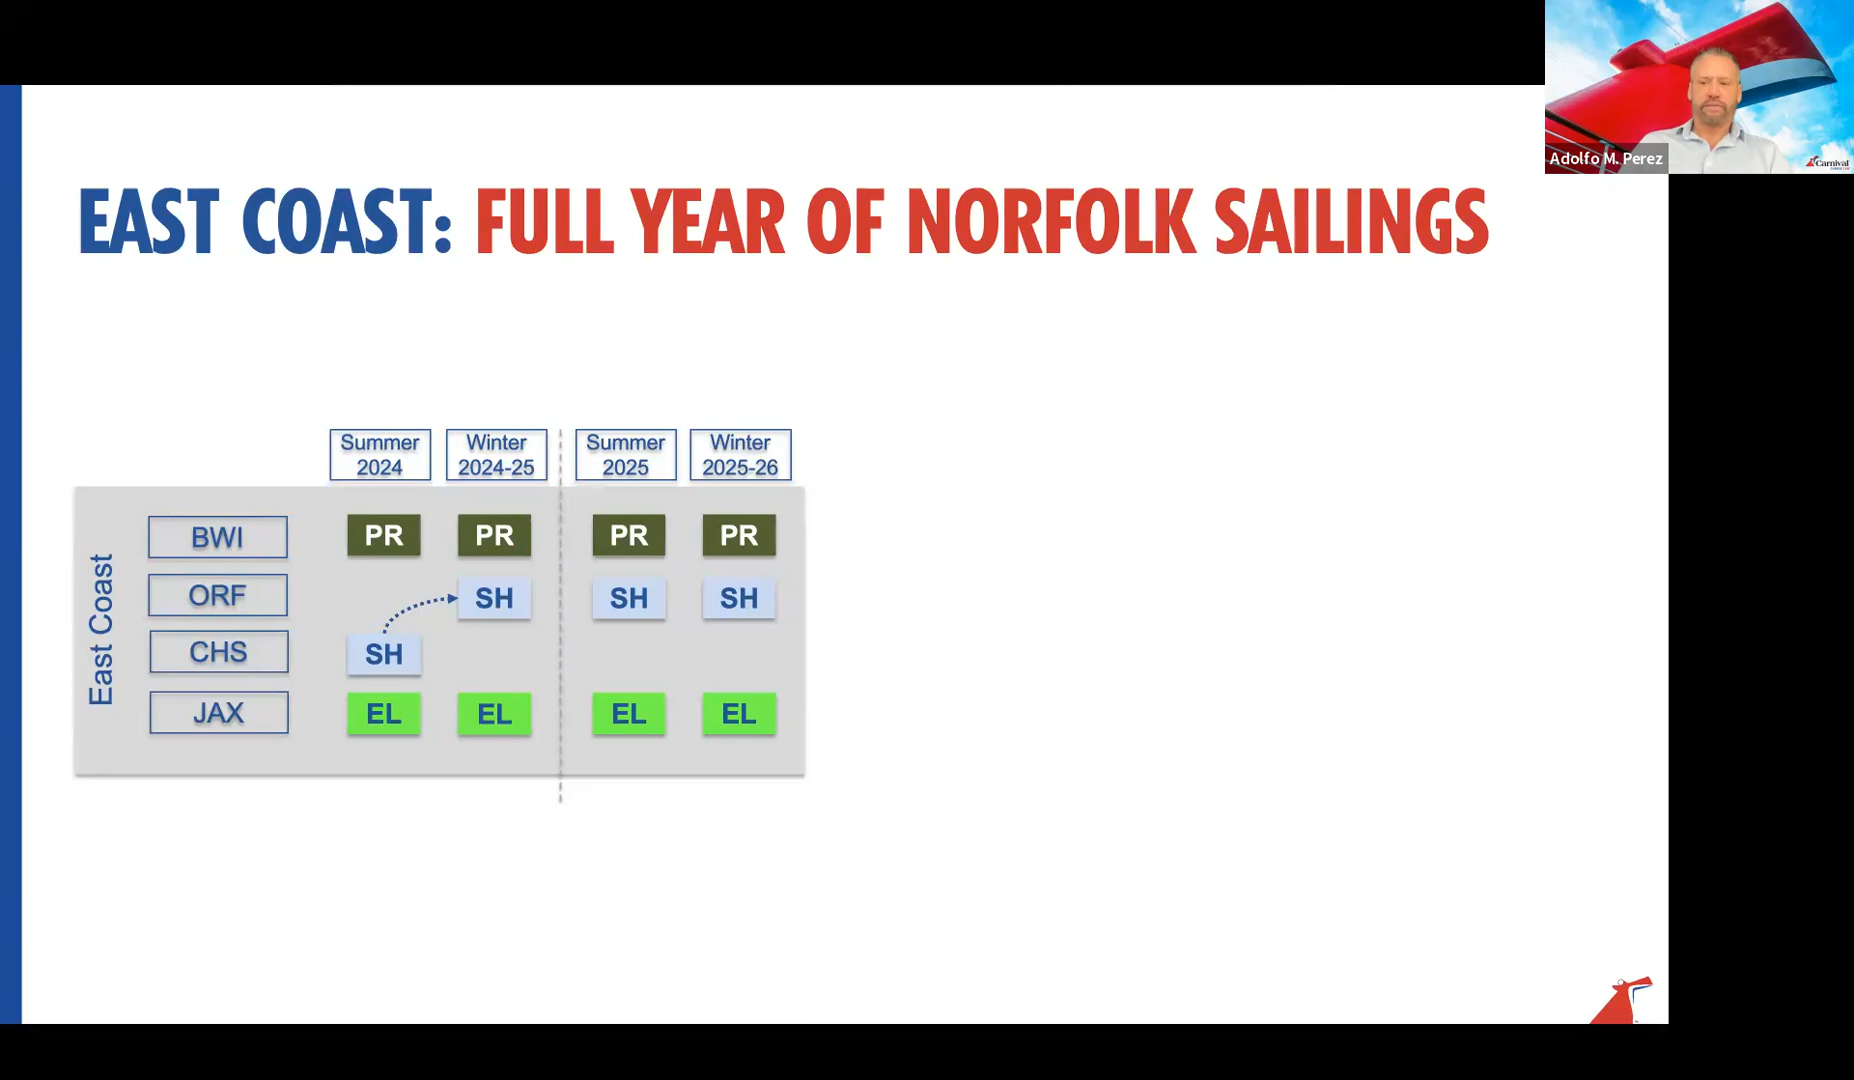 Adolfo M. Perez
Carnival
EAST COAST: FULL YEAR OF NORFOLK SAILINGS
Summer 2024
Winter 2024-25
Summer 2025
Winter 2025-26
East Coast
BWI PR PR PR PR
ORF SH SH SH
CHS SH
JAX EL EL EL EL